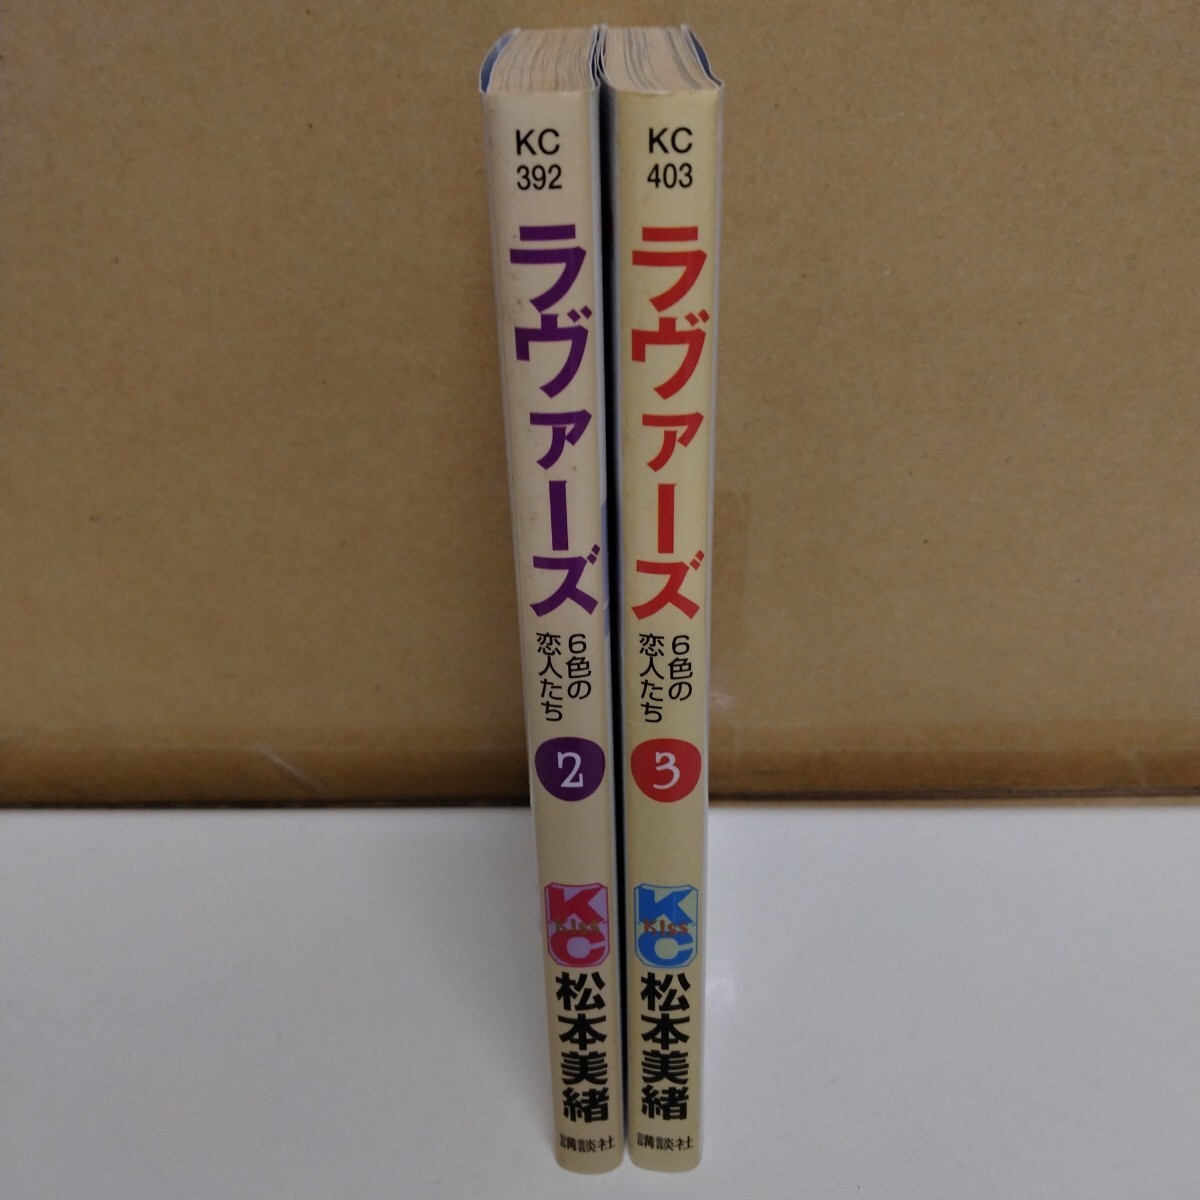 KC
392
ラヴァーズ
6色の
恋人たち
2
KC
Kiss
松本美緒
講談社
KC
403
ラヴァーズ
6色の
恋人たち
3
KC
Kiss
松本美緒
講談社